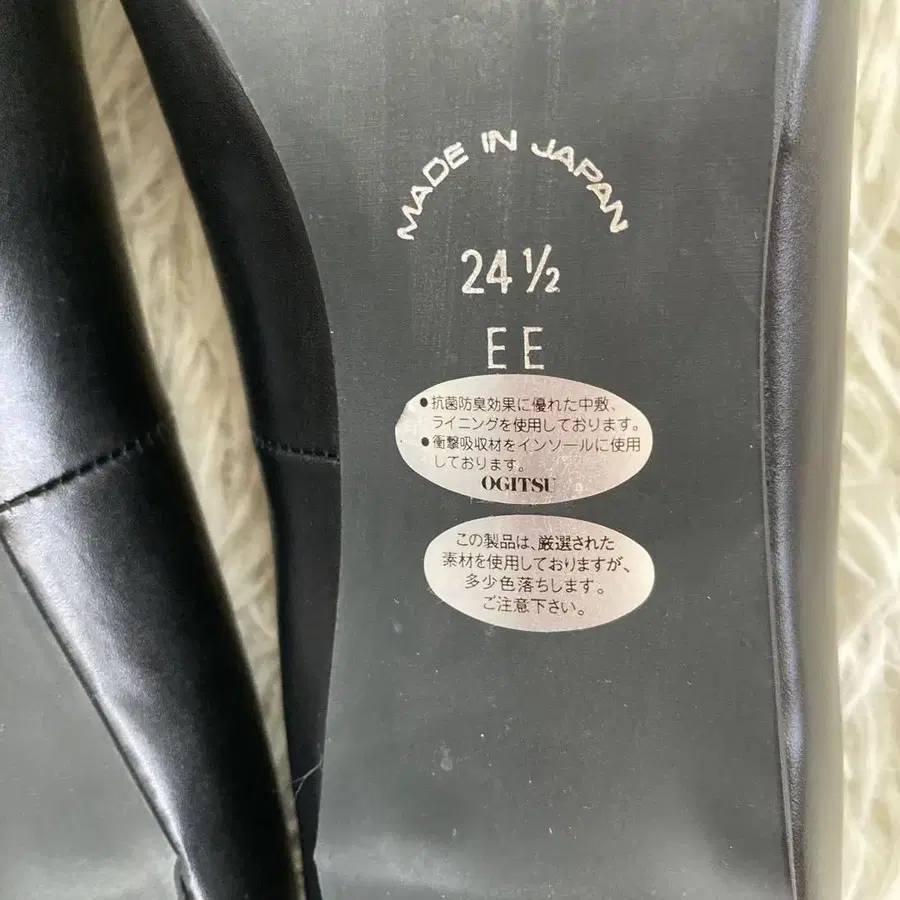 MADE IN JAPAN
24 ½
E E
●抗菌防臭効果に優れた中敷、
ライニングを使用しております。
●衝撃吸収材をインソールに使用
しております。
OGITSU
この製品は、厳選された
素材を使用しておりますが、
多少色落ちします。
ご注意下さい。